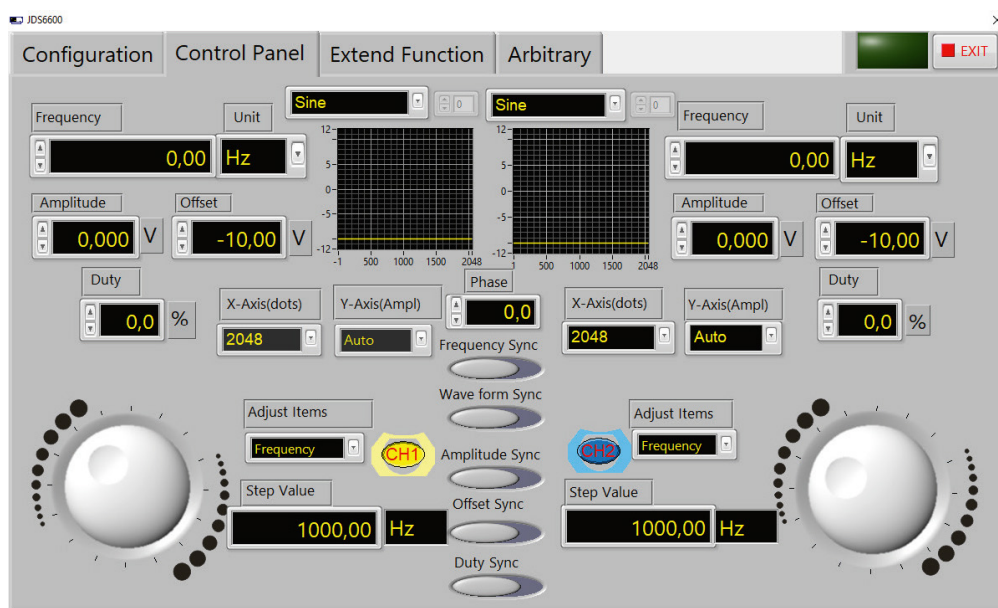 JDS6600
Configuration
Control Panel
Extend Function
Arbitrary
EXIT
Sine
0
Sine
0
Frequency
Unit
0,00
Hz
Frequency
Unit
0,00
Hz
12
5
0
-5
-12
-1 500 1000 1500 2048
12
5
0
-5
-12
1 500 1000 1500 2048
Amplitude
Offset
0,000 V
-10,00 V
Amplitude
Offset
0,000 V
-10,00 V
Duty
0,0 %
X-Axis(dots)
2048
Y-Axis(Ampl)
Auto
Phase
0,0
X-Axis(dots)
2048
Y-Axis(Ampl)
Auto
Duty
0,0 %
Frequency Sync
Wave form Sync
Amplitude Sync
Offset Sync
Duty Sync
Adjust Items
Frequency
CH1
Step Value
1000,00 Hz
CH2
Adjust Items
Frequency
Step Value
1000,00 Hz